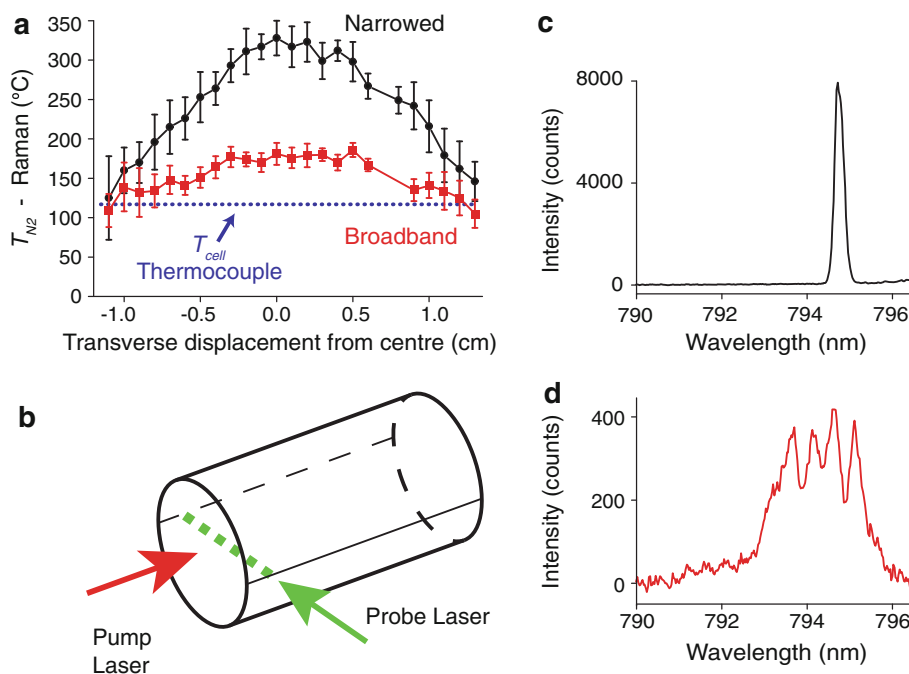 a
Narrowed
350
300
250
200
150
100
50
0
T_N2 - Raman (°C)
T_cell
Thermocouple
Broadband
-1.0 -0.5 0.0 0.5 1.0
Transverse displacement from centre (cm)
b
Pump
Laser
Probe Laser
c
8000
4000
0
Intensity (counts)
790 792 794 796
Wavelength (nm)
d
400
200
0
Intensity (counts)
790 792 794 796
Wavelength (nm)